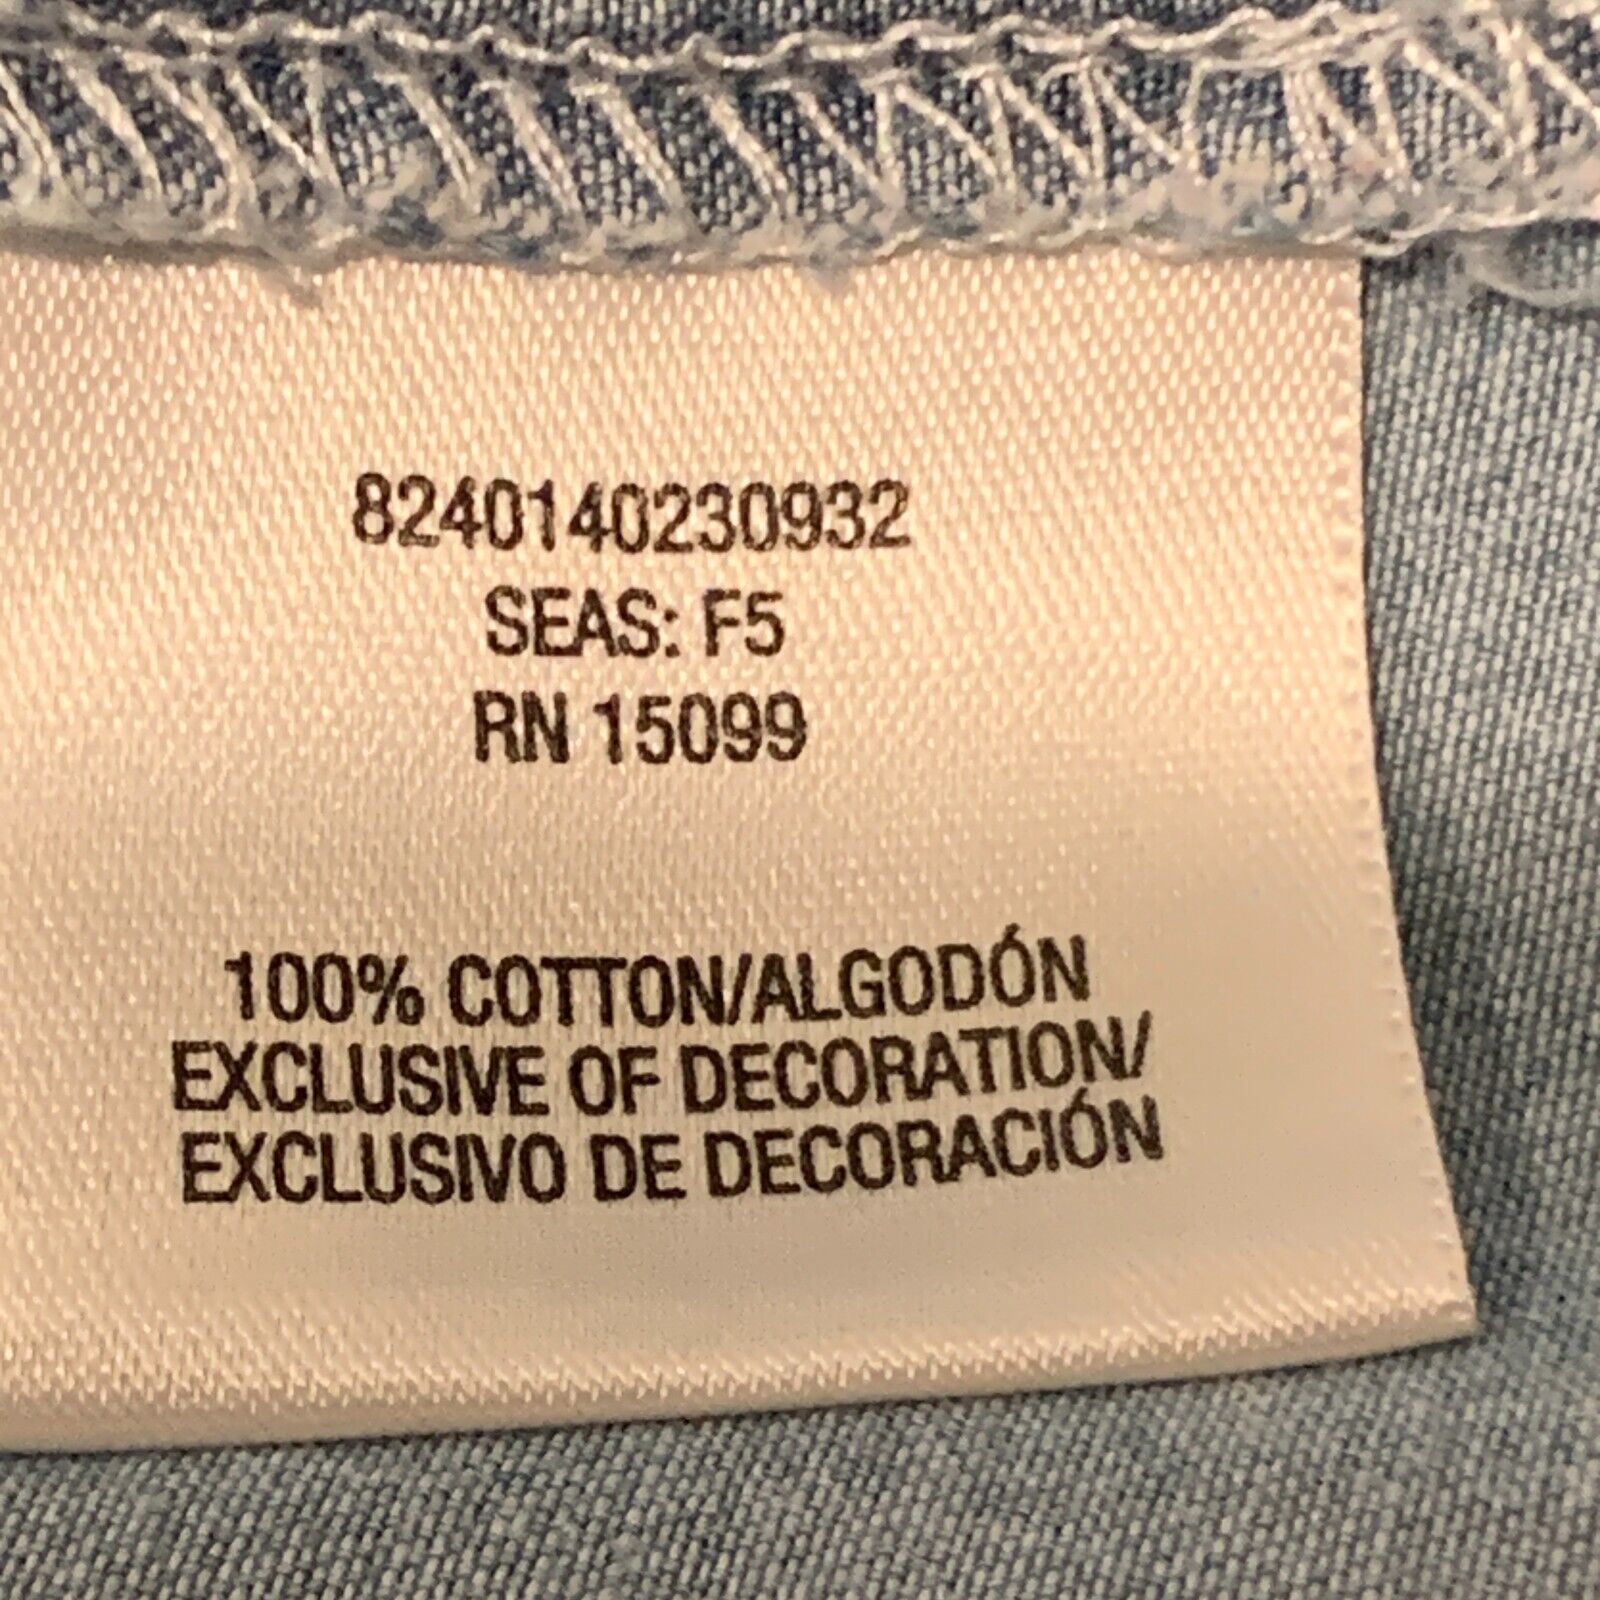 8240140230932
SEAS: F5
RN 15099
100% COTTON/ALGODÓN
EXCLUSIVE OF DECORATION/
EXCLUSIVO DE DECORACIÓN